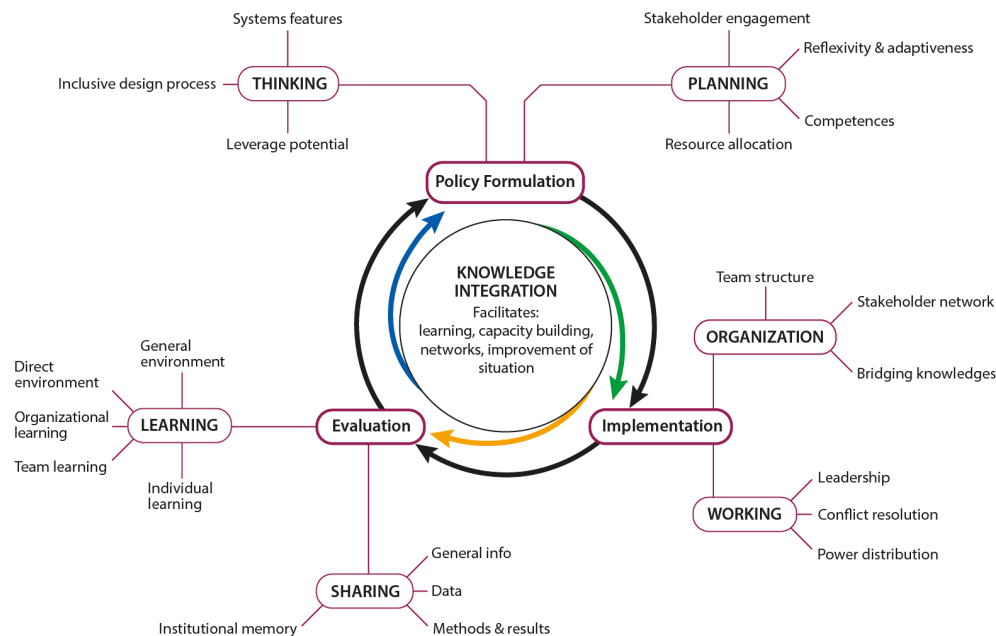 Systems features
Inclusive design process
THINKING
Leverage potential
Stakeholder engagement
Reflexivity & adaptiveness
PLANNING
Competences
Resource allocation
Policy Formulation
KNOWLEDGE
INTEGRATION
Facilitates:
learning, capacity building,
networks, improvement of
situation
Team structure
Stakeholder network
ORGANIZATION
Bridging knowledges
Implementation
Leadership
WORKING
Conflict resolution
Power distribution
Evaluation
General
environment
Direct
environment
Organizational
learning
LEARNING
Team learning
Individual
learning
General info
SHARING
Data
Institutional memory
Methods & results